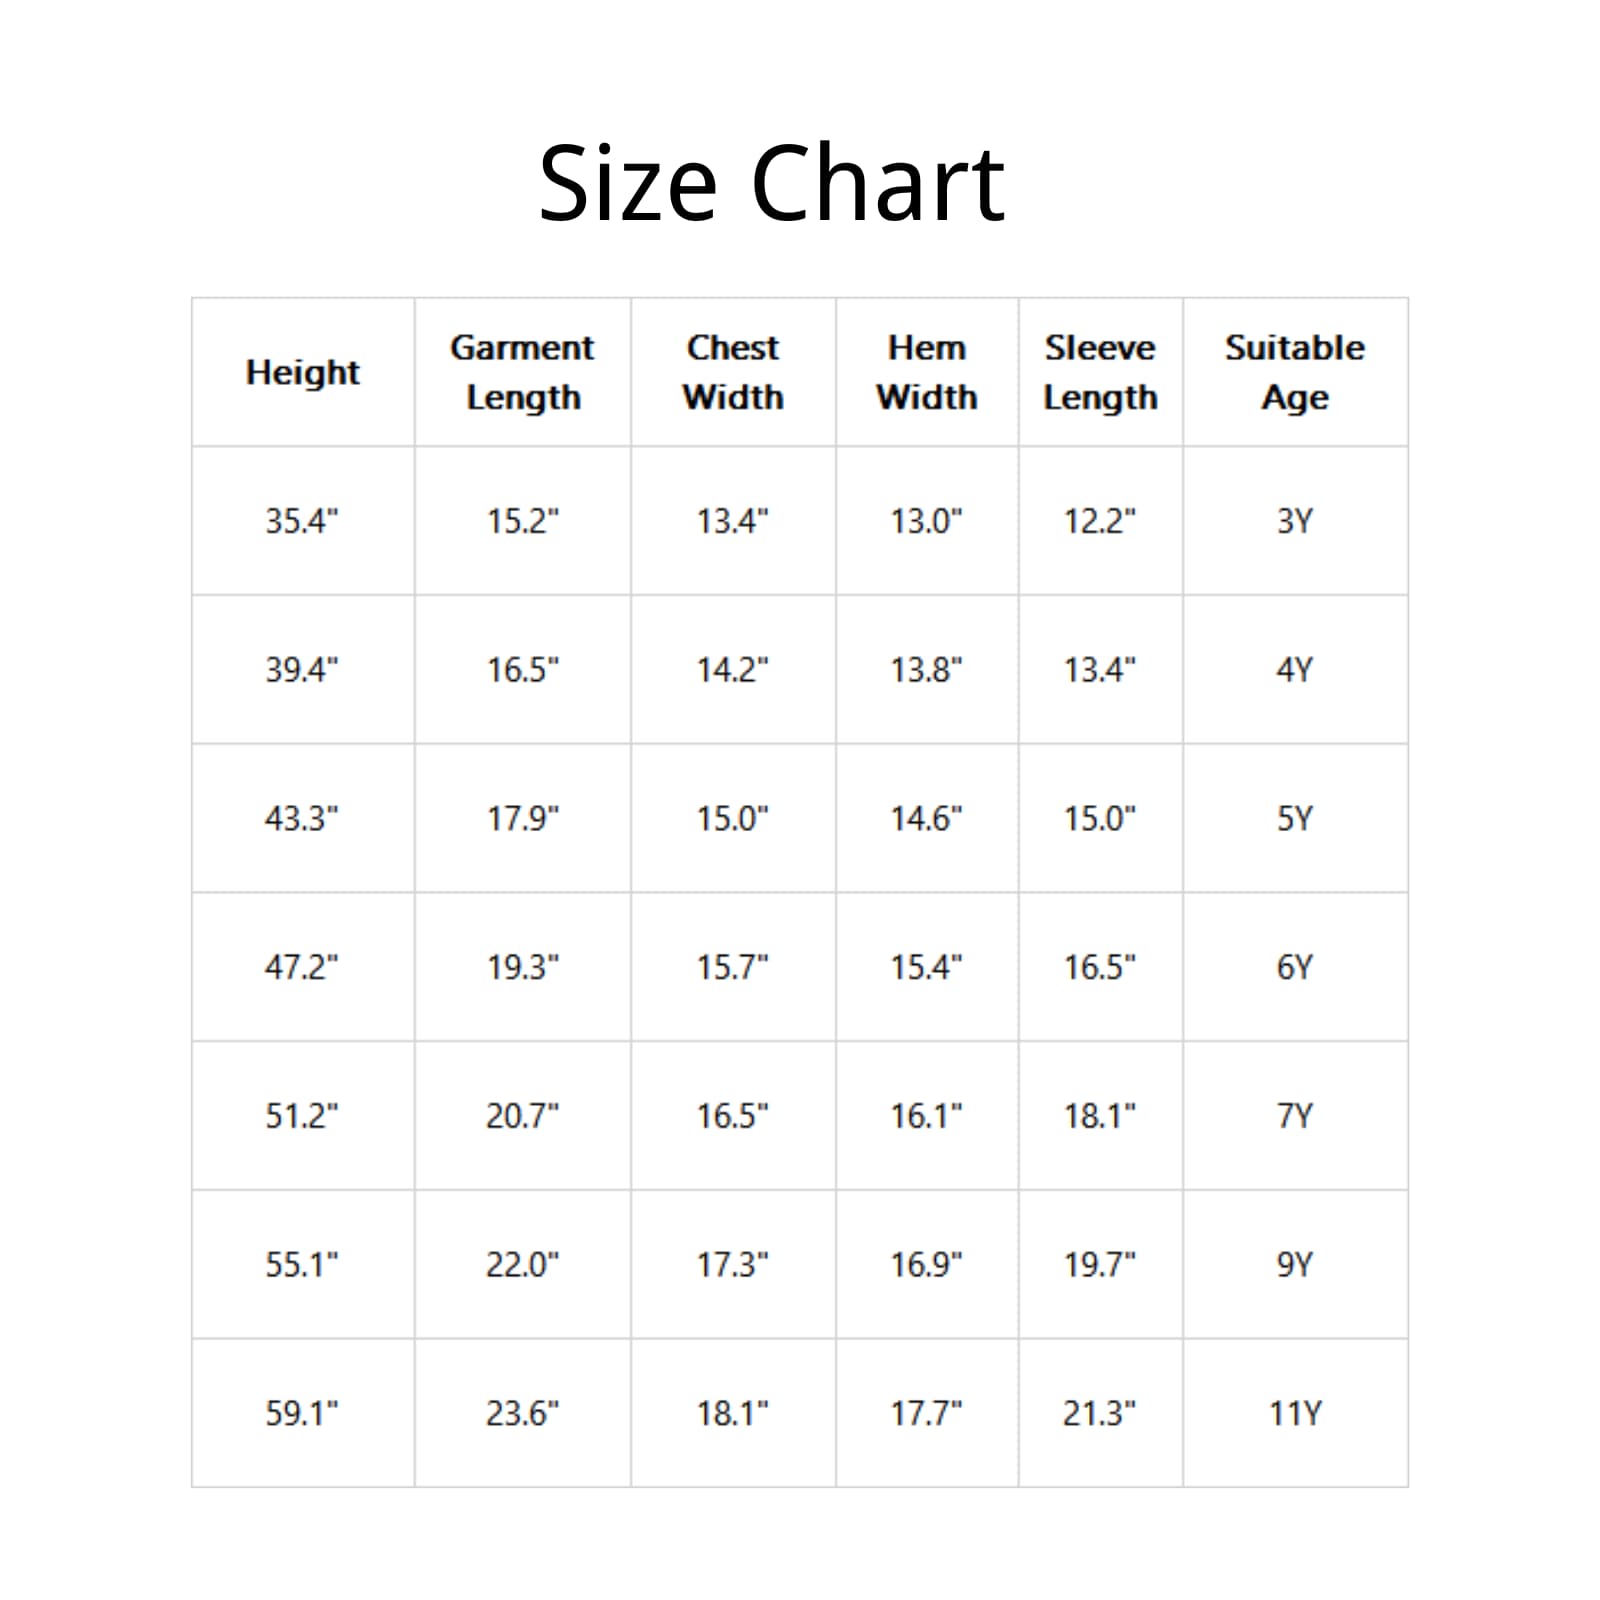 Size Chart
Height Garment Length Chest Width Hem Width Sleeve Length Suitable Age
35.4" 15.2" 13.4" 13.0" 12.2" 3Y
39.4" 16.5" 14.2" 13.8" 13.4" 4Y
43.3" 17.9" 15.0" 14.6" 15.0" 5Y
47.2" 19.3" 15.7" 15.4" 16.5" 6Y
51.2" 20.7" 16.5" 16.1" 18.1" 7Y
55.1" 22.0" 17.3" 16.9" 19.7" 9Y
59.1" 23.6" 18.1" 17.7" 21.3" 11Y